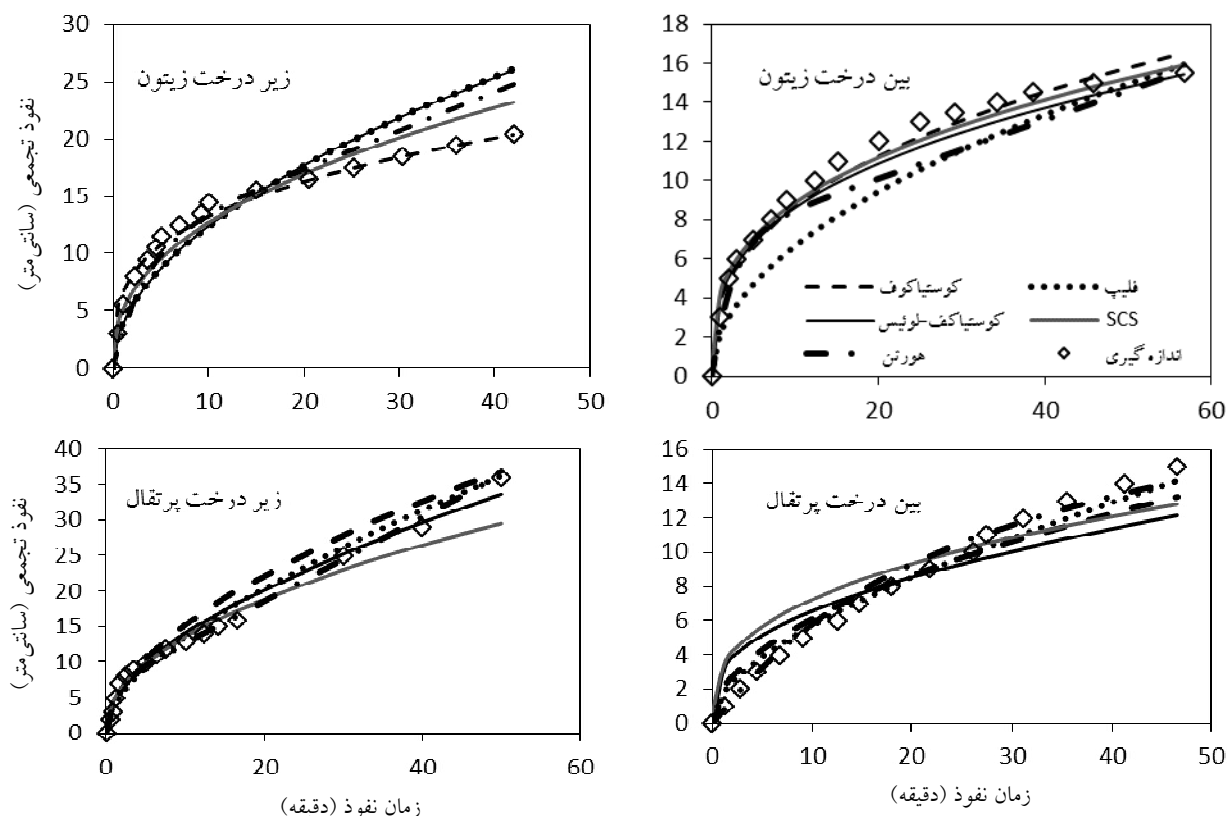 زیر درخت زیتون
نفوذ تجمعی (سانتی‌متر)
30
25
20
15
10
5
0
0 10 20 30 40 50
بین درخت زیتون
18
16
14
12
10
8
6
4
2
0
0 20 40 60
کوستیاکوف
فلیپ
کوستیاکف-لوئیس
SCS
هورتن
اندازه‌گیری
زیر درخت پرتقال
نفوذ تجمعی (سانتی‌متر)
40
35
30
25
20
15
10
5
0
0 20 40 60
زمان نفوذ (دقیقه)
بین درخت پرتقال
16
14
12
10
8
6
4
2
0
0 10 20 30 40 50
زمان نفوذ (دقیقه)